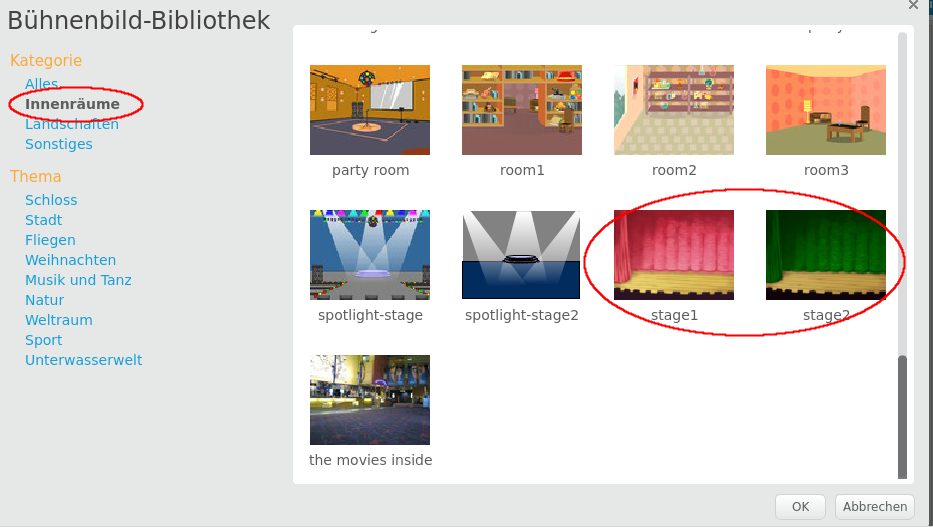 Bühnenbild-Bibliothek
Kategorie
Alles
Innenräume
Landschaften
Sonstiges
Thema
Schloss
Stadt
Fliegen
Weihnachten
Musik und Tanz
Natur
Weltraum
Sport
Unterwasserwelt
party room room1 room2 room3
spotlight-stage spotlight-stage2 stage1 stage2
the movies inside
OK Abbrechen